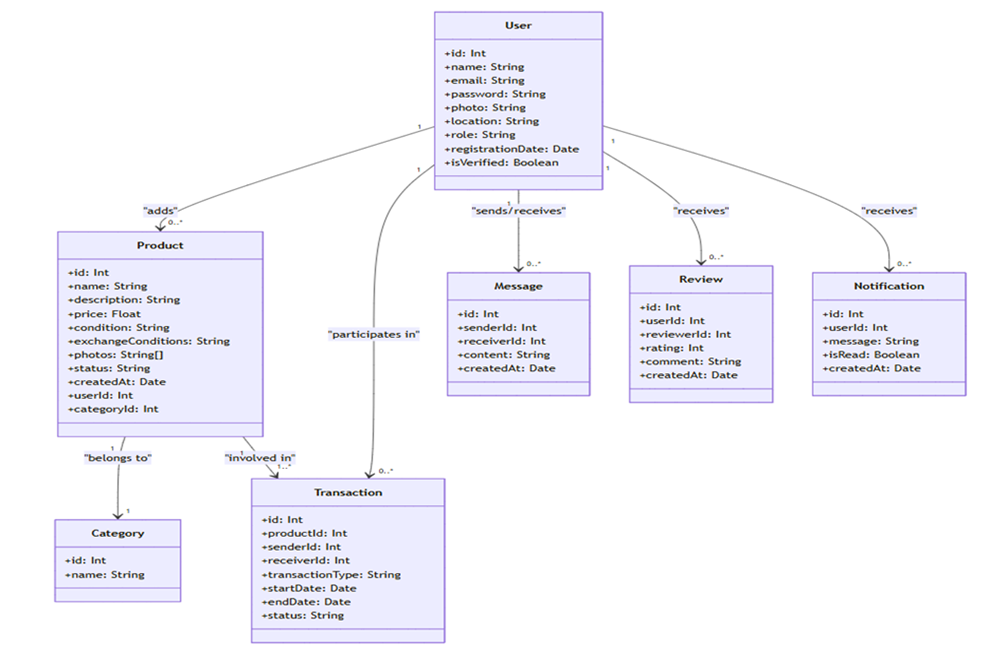 User
+id: Int
+name: String
+email: String
+password: String
+photo: String
+location: String
+role: String
+registrationDate: Date
+isVerified: Boolean
1
1
1
1
1
"adds"
0..*
"sends/receives"
0..*
"receives"
0..*
"receives"
0..*
Product
+id: Int
+name: String
+description: String
+price: Float
+condition: String
+exchangeConditions: String
+photos: String[]
+status: String
+createdAt: Date
+userId: Int
+categoryId: Int
Message
+id: Int
+senderId: Int
+receiverId: Int
+content: String
+createdAt: Date
Review
+id: Int
+userId: Int
+reviewerId: Int
+rating: Int
+comment: String
+createdAt: Date
Notification
+id: Int
+userId: Int
+message: String
+isRead: Boolean
+createdAt: Date
"participates in"
0..*
1
"belongs to"
1
1
"involved in"
1..*
Category
+id: Int
+name: String
Transaction
+id: Int
+productId: Int
+senderId: Int
+receiverId: Int
+transactionType: String
+startDate: Date
+endDate: Date
+status: String